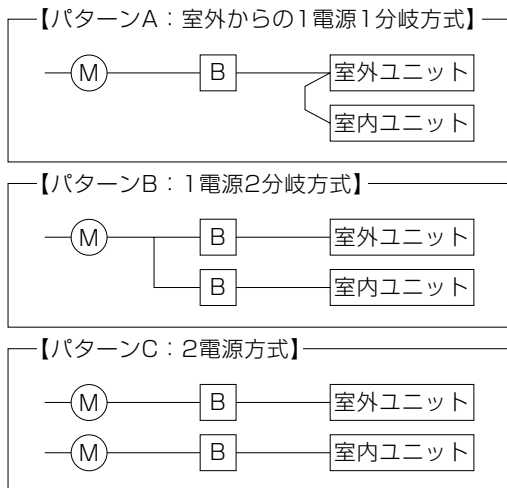 【パターンA：室外からの1電源1分岐方式】
M B 室外ユニット
室内ユニット
【パターンB：1電源2分岐方式】
M B 室外ユニット
B 室内ユニット
【パターンC：2電源方式】
M B 室外ユニット
M B 室内ユニット